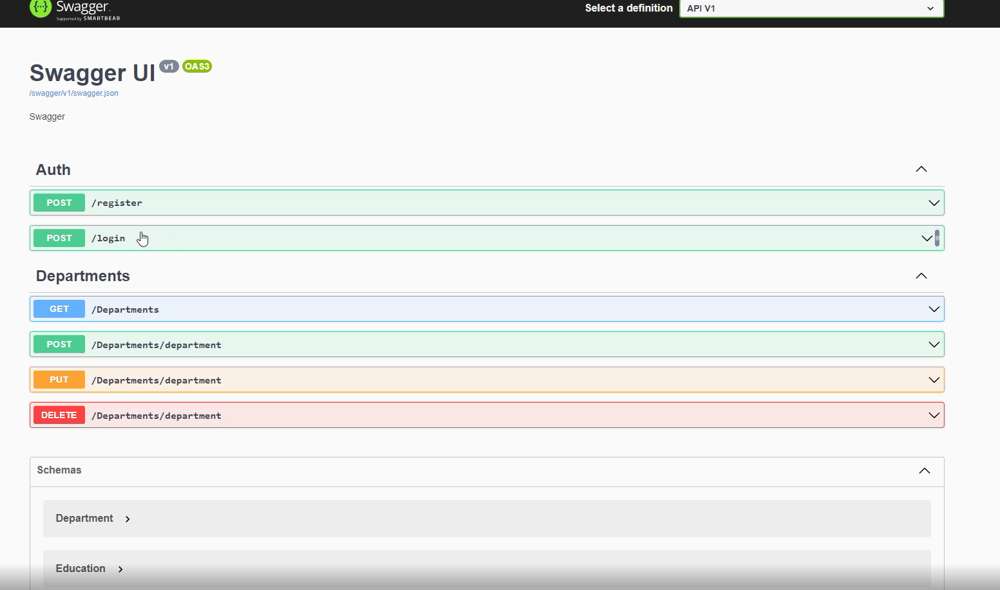 Swagger.
Supported by SMARTBEAR
Select a definition
API V1
Swagger UI v1 OAS3
/swagger/v1/swagger.json
Swagger
Auth
POST /register
POST /login
Departments
GET /Departments
POST /Departments/department
PUT /Departments/department
DELETE /Departments/department
Schemas
Department
Education